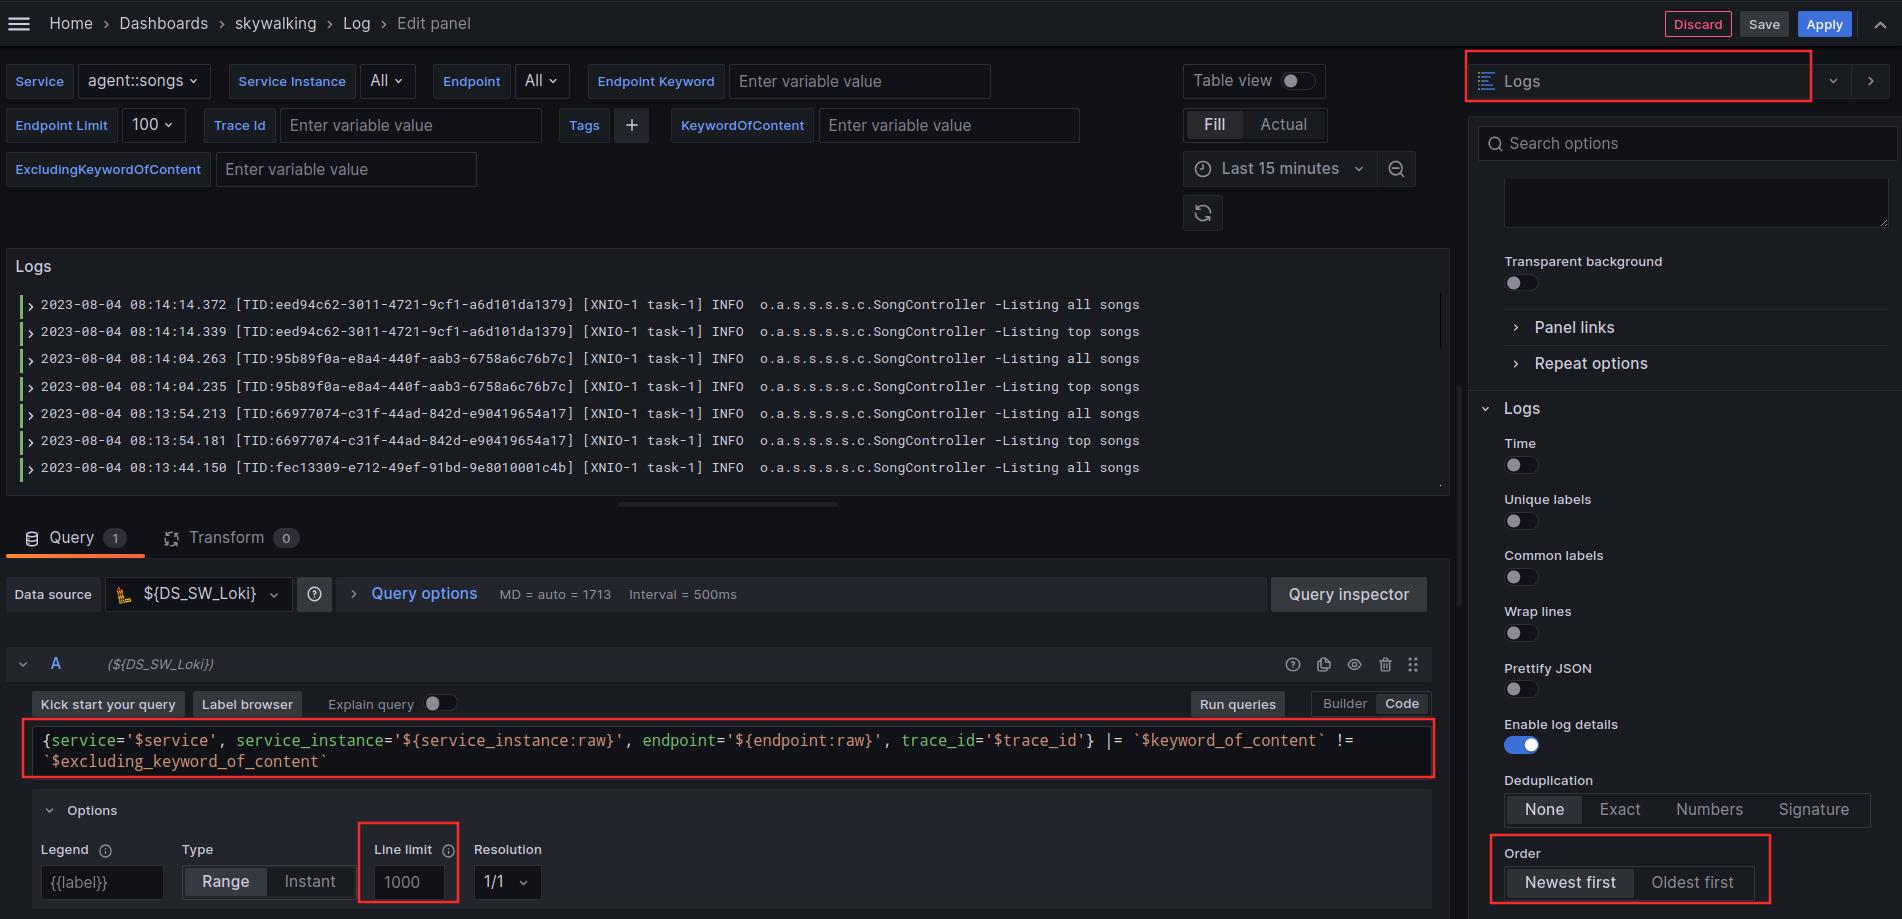 Home > Dashboards > skywalking > Log > Edit panel
Discard Save Apply
Service agent::songs Service Instance All Endpoint All Endpoint Keyword Enter variable value
Endpoint Limit 100 Trace Id Enter variable value Tags + KeywordOfContent Enter variable value
ExcludingKeywordOfContent Enter variable value
Table view
Fill Actual
Last 15 minutes
Logs
2023-08-04 08:14:14.372 [TID:eed94c62-3011-4721-9cf1-a6d101da1379] [XNIO-1 task-1] INFO o.a.s.s.s.s.c.SongController -Listing all songs
2023-08-04 08:14:14.339 [TID:eed94c62-3011-4721-9cf1-a6d101da1379] [XNIO-1 task-1] INFO o.a.s.s.s.s.c.SongController -Listing top songs
2023-08-04 08:14:04.263 [TID:95b89f0a-e8a4-440f-aab3-6758a6c76b7c] [XNIO-1 task-1] INFO o.a.s.s.s.s.c.SongController -Listing all songs
2023-08-04 08:14:04.235 [TID:95b89f0a-e8a4-440f-aab3-6758a6c76b7c] [XNIO-1 task-1] INFO o.a.s.s.s.s.c.SongController -Listing top songs
2023-08-04 08:13:54.213 [TID:66977074-c31f-44ad-842d-e90419654a17] [XNIO-1 task-1] INFO o.a.s.s.s.s.c.SongController -Listing all songs
2023-08-04 08:13:54.181 [TID:66977074-c31f-44ad-842d-e90419654a17] [XNIO-1 task-1] INFO o.a.s.s.s.s.c.SongController -Listing top songs
2023-08-04 08:13:44.150 [TID:fec13309-e712-49ef-91bd-9e8010001c4b] [XNIO-1 task-1] INFO o.a.s.s.s.s.c.SongController -Listing all songs
Query 1 Transform 0
Data source ${DS_SW_Loki} Query options MD = auto = 1713 Interval = 500ms Query inspector
A (${DS_SW_Loki})
Kick start your query Label browser Explain query Run queries Builder Code
{service='$service', service_instance='${service_instance:raw}', endpoint='${endpoint:raw}', trace_id='$trace_id'} |= `$keyword_of_content` !=
`$excluding_keyword_of_content`
Options
Legend Type Line limit Resolution
{{label}} Range Instant 1000 1/1
Logs
Search options
Transparent background
Panel links
Repeat options
Logs
Time
Unique labels
Common labels
Wrap lines
Prettify JSON
Enable log details
Deduplication
None Exact Numbers Signature
Order
Newest first Oldest first